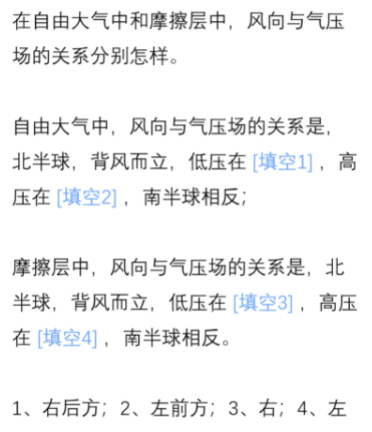 在自由大气中和摩擦层中，风向与气压
场的关系分别怎样。
自由大气中，风向与气压场的关系是，
北半球，背风而立，低压在 [填空1] ，高
压在 [填空2] ，南半球相反；
摩擦层中，风向与气压场的关系是，北
半球，背风而立，低压在 [填空3] ，高压
在 [填空4] ，南半球相反。
1、右后方；2、左前方；3、右；4、左